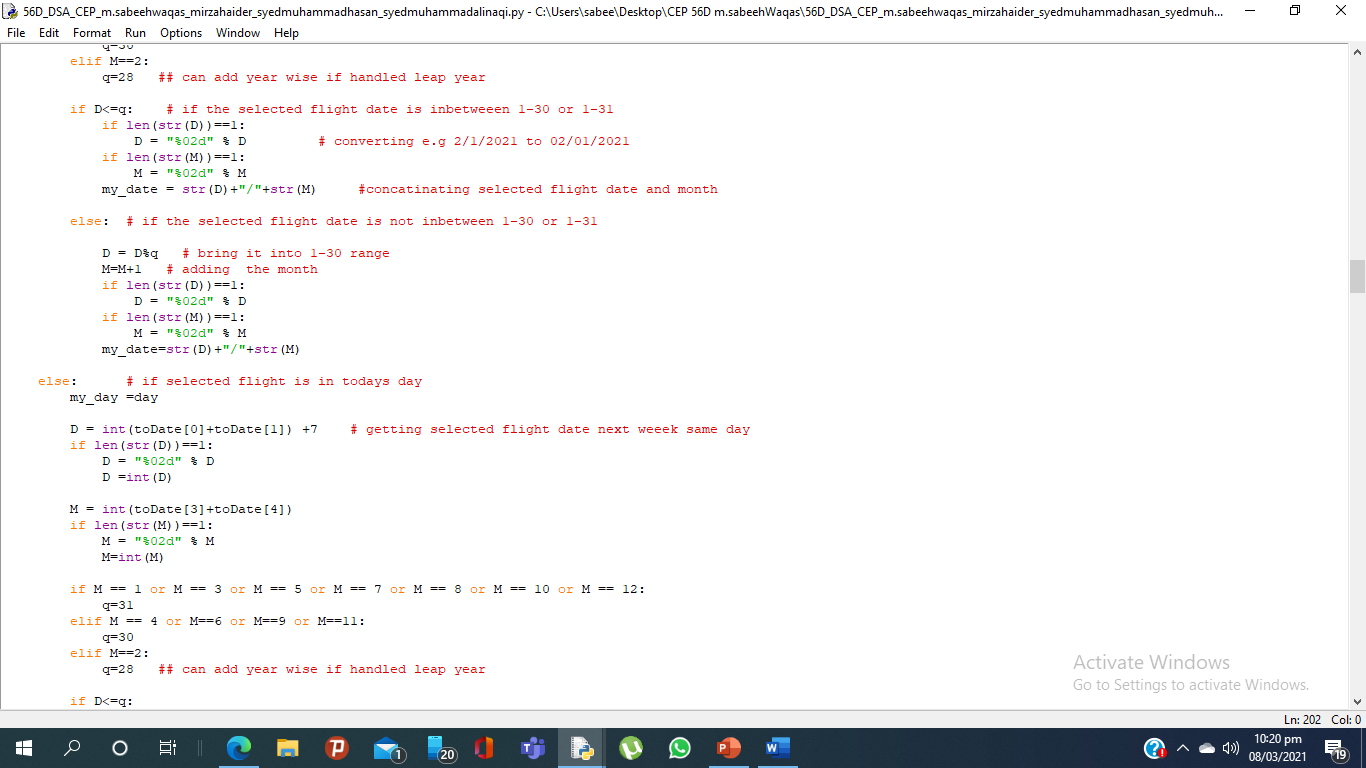 56D_DSA_CEP_m.sabeehwaqas_mirzahaider_syedmuhammadhasan_syedmuhammadalinaqi.py - C:\Users\sabee\Desktop\CEP 56D m.sabeehWaqas\56D_DSA_CEP_m.sabeehwaqas_mirzahaider_syedmuhammadhasan_syedmuh...
File Edit Format Run Options Window Help
q=30
elif M==2:
q=28 ## can add year wise if handled leap year
if D<=q: # if the selected flight date is inbetweeen 1-30 or 1-31
if len(str(D))==1:
D = "%02d" % D # converting e.g 2/1/2021 to 02/01/2021
if len(str(M))==1:
M = "%02d" % M
my_date = str(D)+"/"+str(M) #concatinating selected flight date and month
else: # if the selected flight date is not inbetween 1-30 or 1-31
D = D%q # bring it into 1-30 range
M=M+1 # adding the month
if len(str(D))==1:
D = "%02d" % D
if len(str(M))==1:
M = "%02d" % M
my_date=str(D)+"/"+str(M)
else: # if selected flight is in todays day
my_day =day
D = int(toDate[0]+toDate[1]) +7 # getting selected flight date next weeek same day
if len(str(D))==1:
D = "%02d" % D
D =int(D)
M = int(toDate[3]+toDate[4])
if len(str(M))==1:
M = "%02d" % M
M=int(M)
if M == 1 or M == 3 or M == 5 or M == 7 or M == 8 or M == 10 or M == 12:
q=31
elif M == 4 or M==6 or M==9 or M==11:
q=30
elif M==2:
q=28 ## can add year wise if handled leap year
if D<=q:
Activate Windows
Go to Settings to activate Windows.
Ln: 202 Col: 0
1
20
10:20 pm
08/03/2021
19